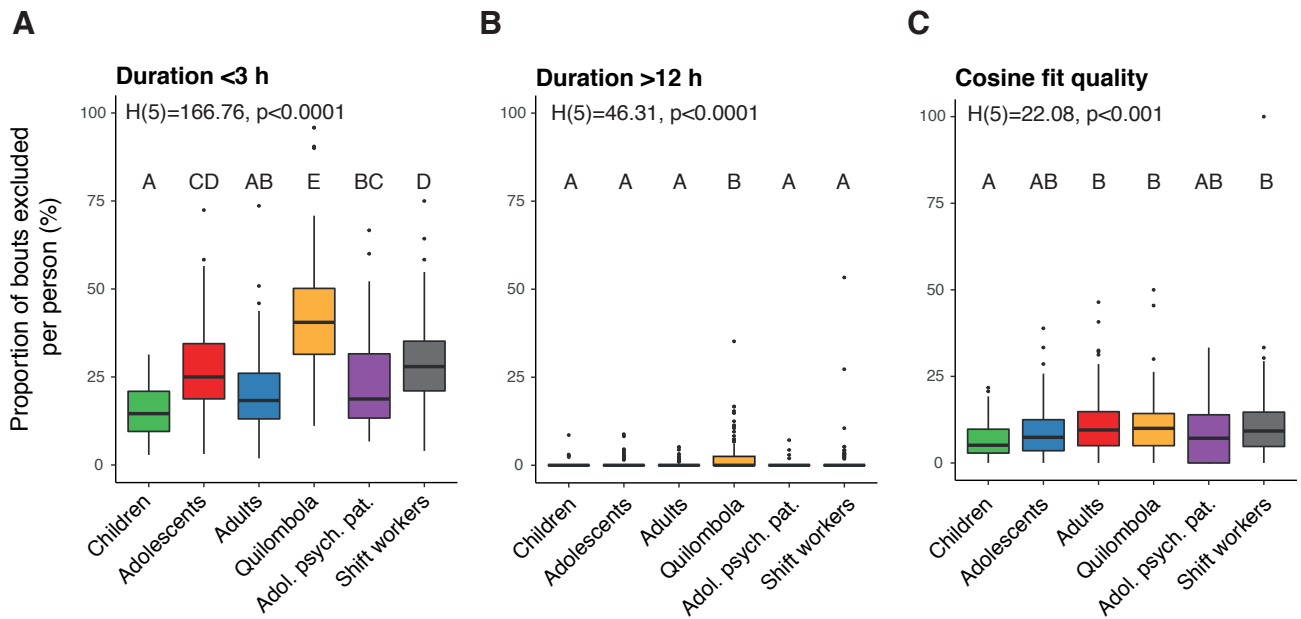 A
B
C
Duration <3 h
Duration >12 h
Cosine fit quality
Proportion of bouts excluded
per person (%)
H(5)=166.76, p<0.0001
100
75
50
25
0
A CD AB E BC D
Children
Adolescents
Adults
Quilombola
Adol. psych. pat.
Shift workers
H(5)=46.31, p<0.0001
100
75
50
25
0
A A A B A A
Children
Adolescents
Adults
Quilombola
Adol. psych. pat.
Shift workers
H(5)=22.08, p<0.001
100
75
50
25
0
A AB B B AB B
Children
Adolescents
Adults
Quilombola
Adol. psych. pat.
Shift workers